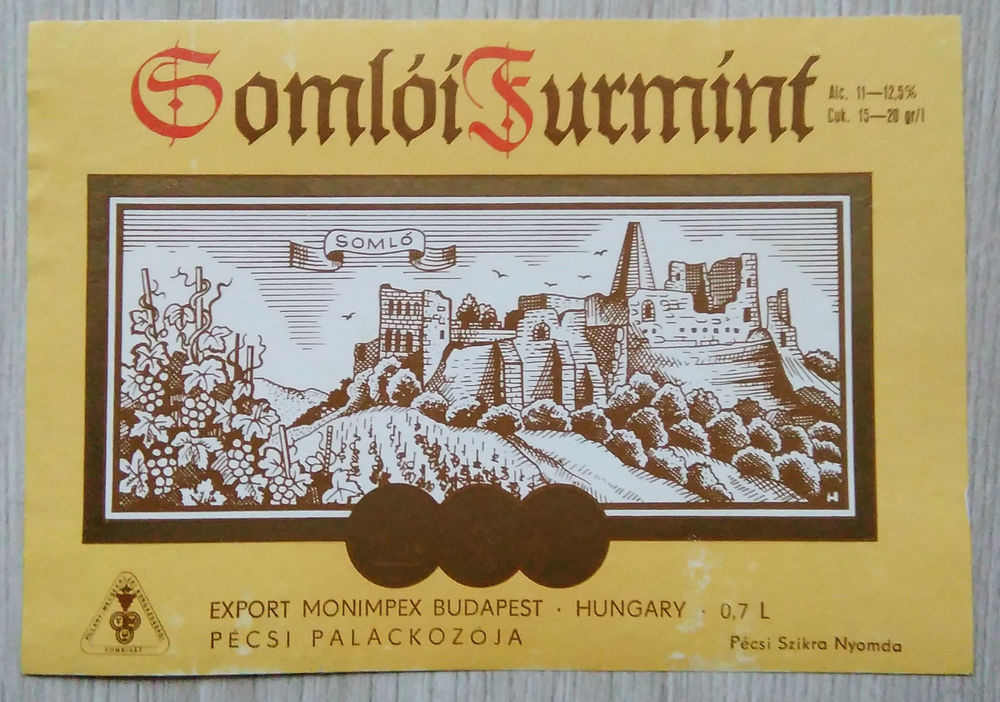 Somlói Furmint
Alc. 11—12,5%
Cuk. 15—20 gr/l
SOMLÓ
H
EXPORT MONIMPEX BUDAPEST · HUNGARY · 0,7 L
PÉCSI PALACKOZÓJA
Pécsi Szikra Nyomda
KOMBINÁT